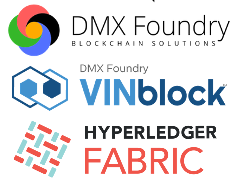 DMX Foundry
BLOCKCHAIN SOLUTIONS
DMX Foundry
VINblock
HYPERLEDGER
FABRIC